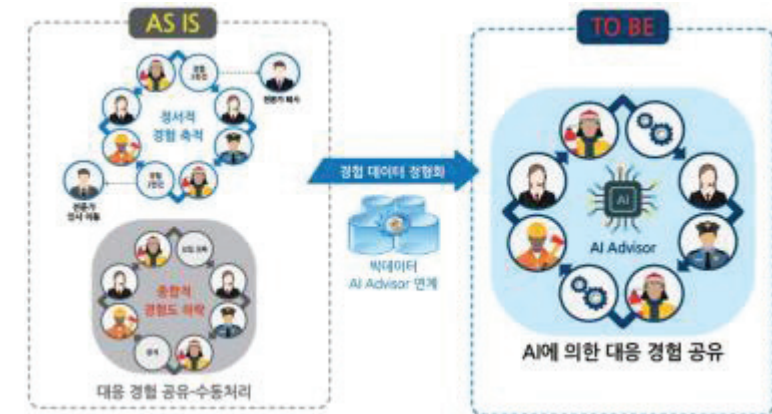 AS IS
전문가 퇴사
정서적
경험 축적
전문가
인사 이동
종합적
경험도 하락
대응 경험 공유-수동처리
경험 데이터 정형화
빅데이터
AI Advisor 연계
TO BE
AI
AI Advisor
AI에 의한 대응 경험 공유